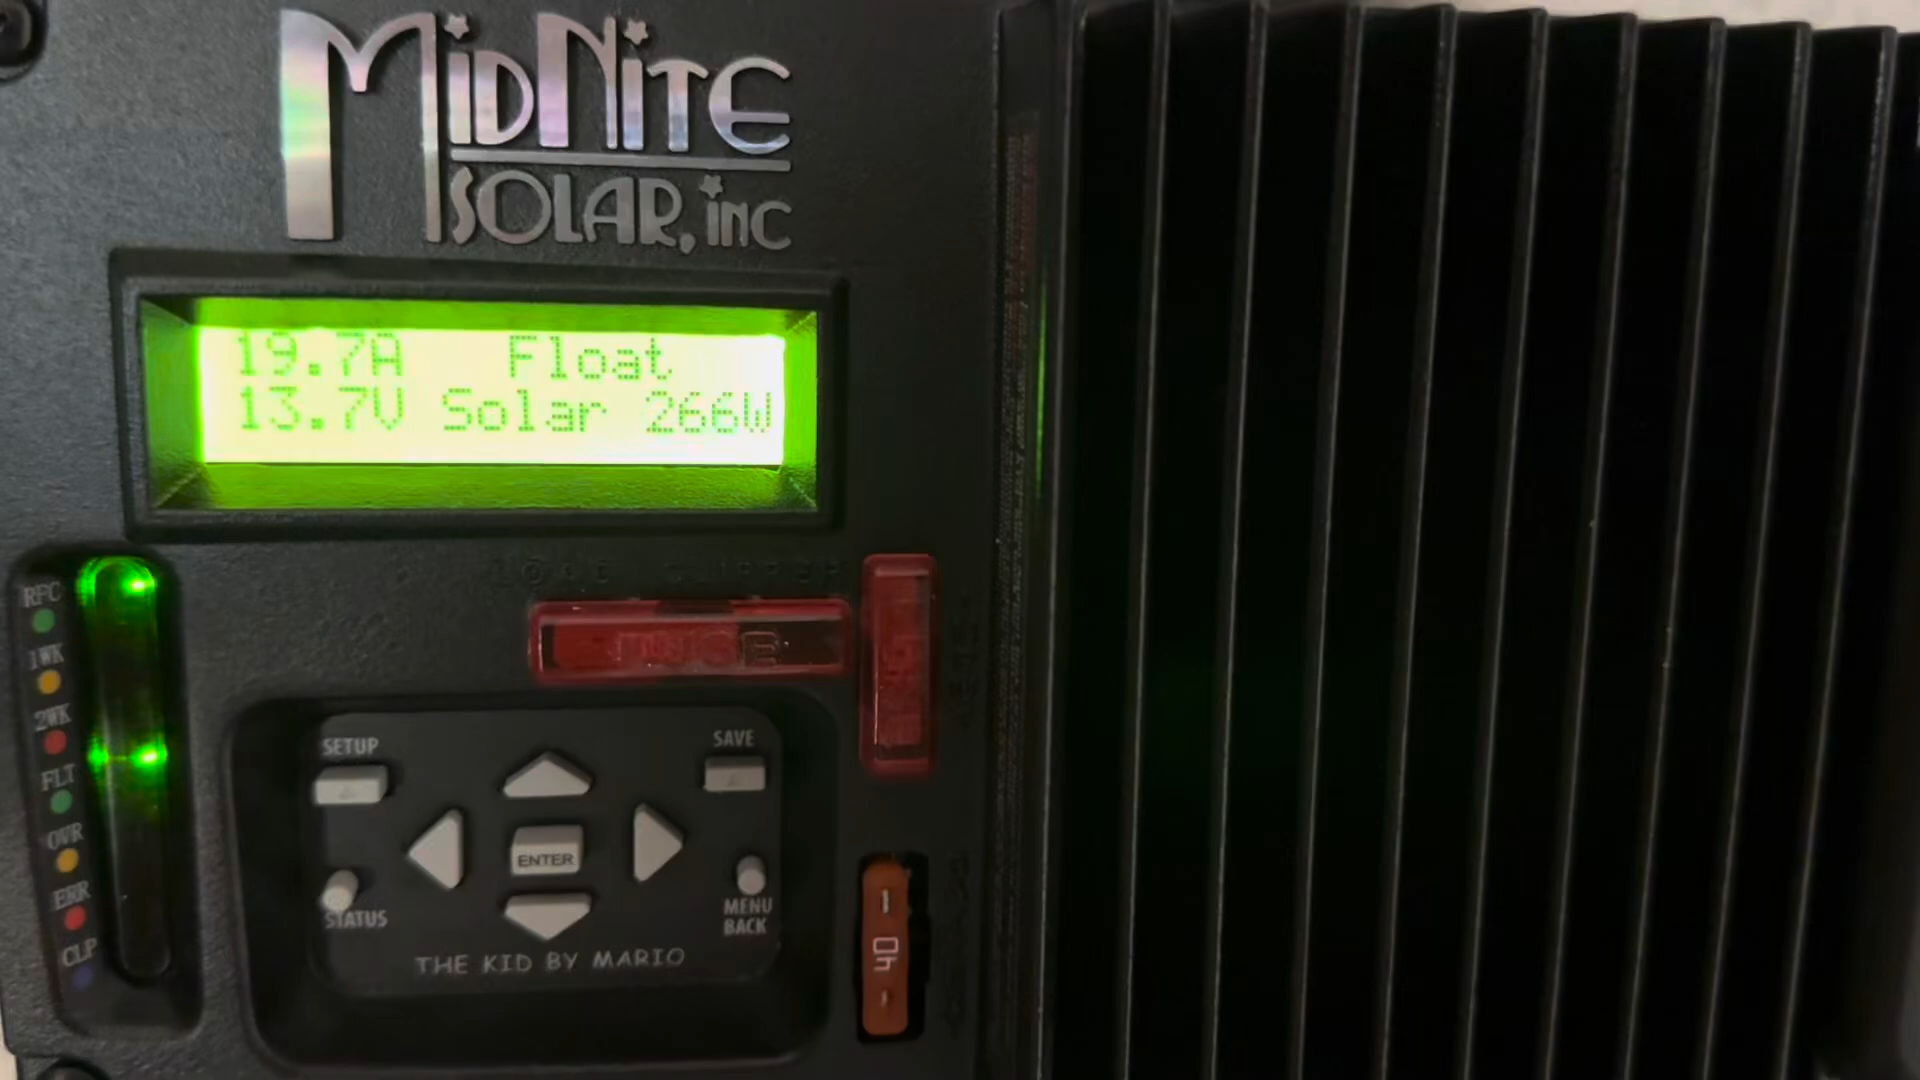 MIDNITE
SOLAR, INC
19.7A Float
13.7V Solar 266W
RFC
1WK
2WK
FLT
OVR
ERR
CLP
SETUP
SAVE
ENTER
STATUS
MENU
BACK
THE KID BY MARIO
40